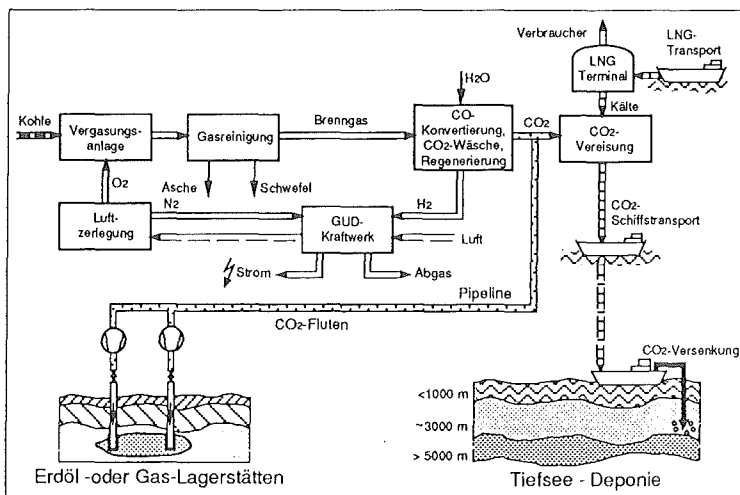 Verbraucher
LNG-
Transport
LNG
Terminal
H2O
Kälte
Kohle
Vergasungs-
anlage
Gasreinigung
Brenngas
CO-
Konvertierung,
CO2-Wäsche,
Regenerierung
CO2
CO2-
Vereisung
O2
Asche
Schwefel
N2
H2
Luft-
zerlegung
GUD-
Kraftwerk
Luft
CO2-
Schiffstransport
Strom
Abgas
Pipeline
CO2-Fluten
CO2-Versenkung
<1000 m
~3000 m
> 5000 m
Erdöl -oder Gas-Lagerstätten
Tiefsee - Deponie